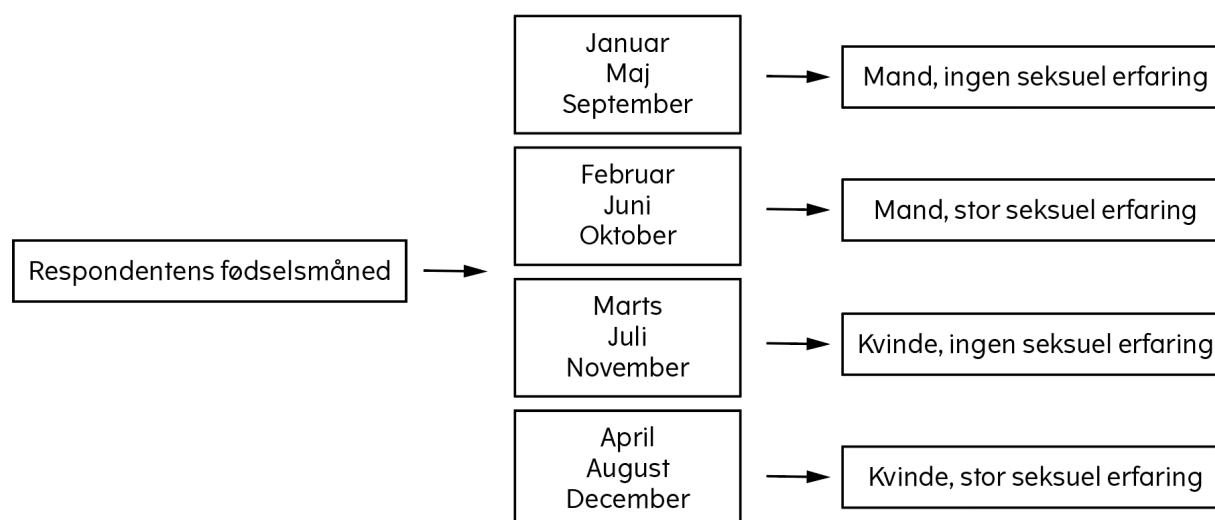 Respondentens fødselsmåned
Januar
Maj
September
Mand, ingen seksuel erfaring
Februar
Juni
Oktober
Mand, stor seksuel erfaring
Marts
Juli
November
Kvinde, ingen seksuel erfaring
April
August
December
Kvinde, stor seksuel erfaring